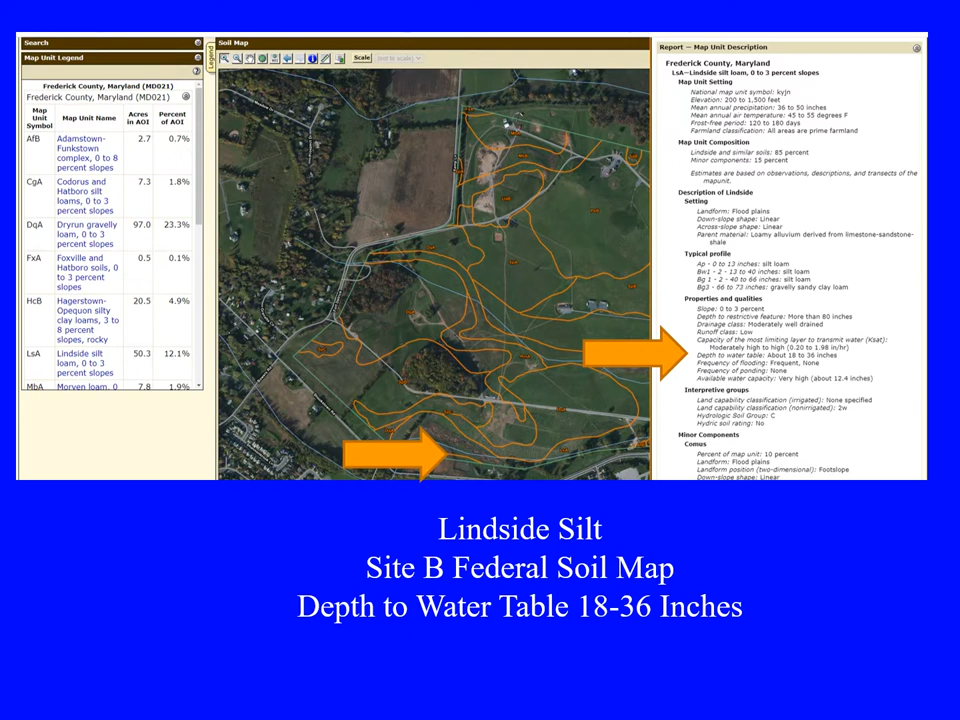 Search
Map Unit Legend
Frederick County, Maryland (MD021)
Frederick County, Maryland (MD021)
Map Unit Symbol
Map Unit Name
Acres in AOI
Percent of AOI
AfB
Adamstown-
Funkstown
complex, 0 to 8
percent slopes
2.7
0.7%
CgA
Codorus and
Hatboro silt
loams, 0 to 3
percent slopes
7.3
1.8%
DqA
Dryrun gravelly
loam, 0 to 3
percent slopes
97.0
23.3%
FxA
Foxville and
Hatboro soils, 0
to 3 percent
slopes
0.5
0.1%
HcB
Hagerstown-
Opequon silty
clay loams, 3 to
8 percent
slopes, rocky
20.5
4.9%
LsA
Lindside silt
loam, 0 to 3
percent slopes
50.3
12.1%
MbA
Morven loam, 0
7.8
1.9%
Legend
Soil Map
Scale
(not to scale)
Report — Map Unit Description
Frederick County, Maryland
LsA—Lindside silt loam, 0 to 3 percent slopes
Map Unit Setting
National map unit symbol: kyjn
Elevation: 200 to 1,500 feet
Mean annual precipitation: 36 to 50 inches
Mean annual air temperature: 45 to 55 degrees F
Frost-free period: 120 to 180 days
Farmland classification: All areas are prime farmland
Map Unit Composition
Lindside and similar soils: 85 percent
Minor components: 15 percent
Estimates are based on observations, descriptions, and transects of the
mapunit.
Description of Lindside
Setting
Landform: Flood plains
Down-slope shape: Linear
Across-slope shape: Linear
Parent material: Loamy alluvium derived from limestone-sandstone-
shale
Typical profile
Ap - 0 to 13 inches: silt loam
Bw1 - 2 - 13 to 40 inches: silt loam
Bg 1 - 2 - 40 to 66 inches: silt loam
Bg3 - 66 to 73 inches: gravelly sandy clay loam
Properties and qualities
Slope: 0 to 3 percent
Depth to restrictive feature: More than 80 inches
Drainage class: Moderately well drained
Runoff class: Low
Capacity of the most limiting layer to transmit water (Ksat):
Moderately high to high (0.20 to 1.98 in/hr)
Depth to water table: About 18 to 36 inches
Frequency of flooding: Frequent, None
Frequency of ponding: None
Available water capacity: Very high (about 12.4 inches)
Interpretive groups
Land capability classification (irrigated): None specified
Land capability classification (nonirrigated): 2w
Hydrologic Soil Group: C
Hydric soil rating: No
Minor Components
Comus
Percent of map unit: 10 percent
Landform: Flood plains
Landform position (two-dimensional): Footslope
Down-slope shape: Linear
Lindside Silt
Site B Federal Soil Map
Depth to Water Table 18-36 Inches